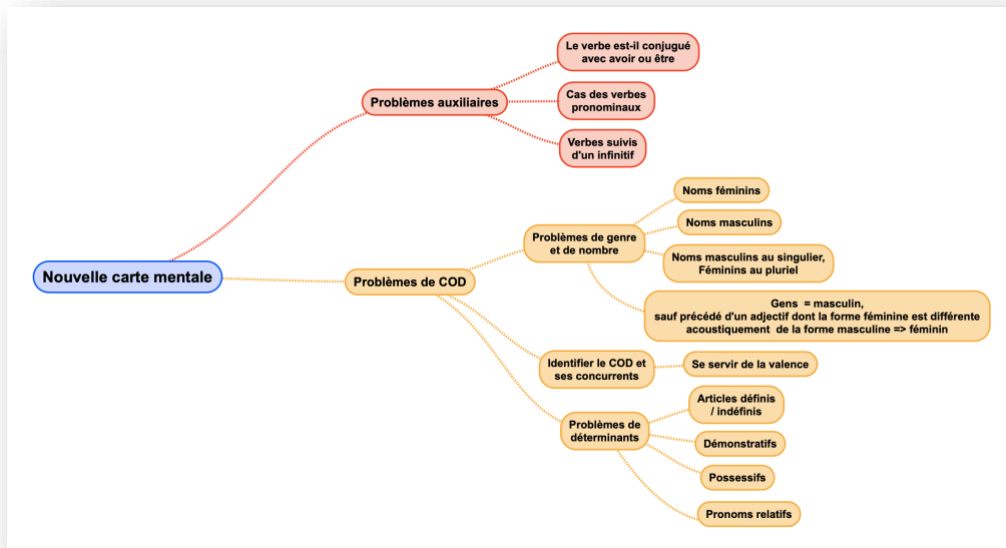 Nouvelle carte mentale
Problèmes auxiliaires
Le verbe est-il conjugué
avec avoir ou être
Cas des verbes
pronominaux
Verbes suivis
d'un infinitif
Problèmes de COD
Problèmes de genre
et de nombre
Noms féminins
Noms masculins
Noms masculins au singulier,
Féminins au pluriel
Gens = masculin,
sauf précédé d'un adjectif dont la forme féminine est différente
acoustiquement de la forme masculine => féminin
Identifier le COD et
ses concurrents
Se servir de la valence
Problèmes de
déterminants
Articles définis
/ indéfinis
Démonstratifs
Possessifs
Pronoms relatifs